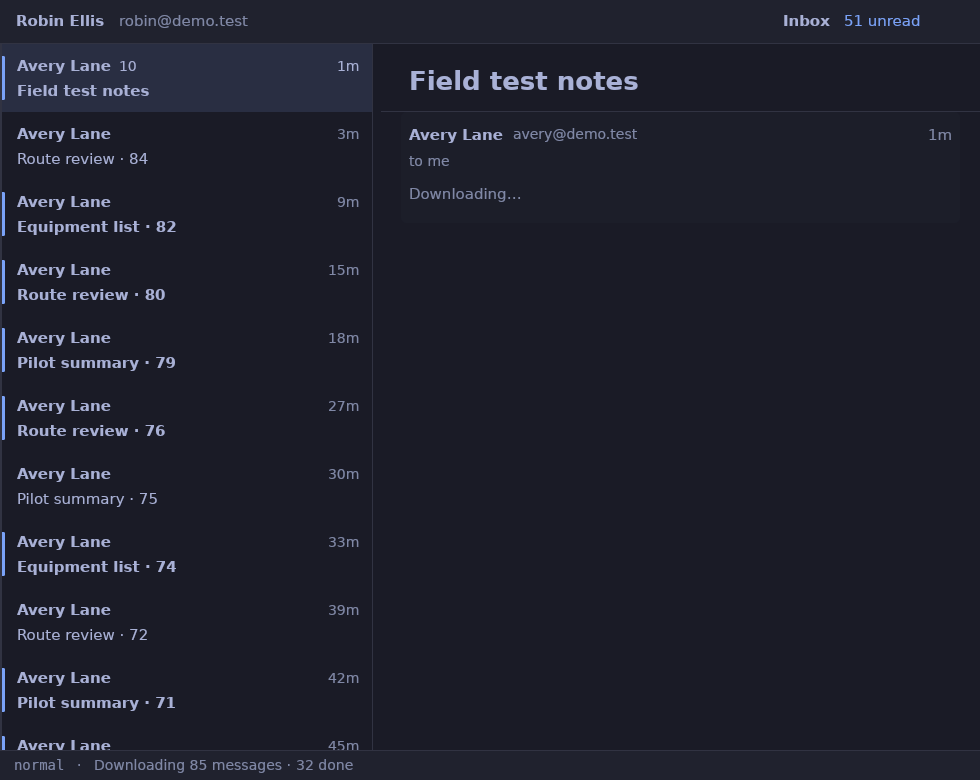 Robin Ellis robin@demo.test Inbox 51 unread
Avery Lane 10 1m
Field test notes
Avery Lane 3m
Route review · 84
Avery Lane 9m
Equipment list · 82
Avery Lane 15m
Route review · 80
Avery Lane 18m
Pilot summary · 79
Avery Lane 27m
Route review · 76
Avery Lane 30m
Pilot summary · 75
Avery Lane 33m
Equipment list · 74
Avery Lane 39m
Route review · 72
Avery Lane 42m
Pilot summary · 71
Avery Lane 45m
Field test notes
Avery Lane avery@demo.test 1m
to me
Downloading...
normal · Downloading 85 messages · 32 done